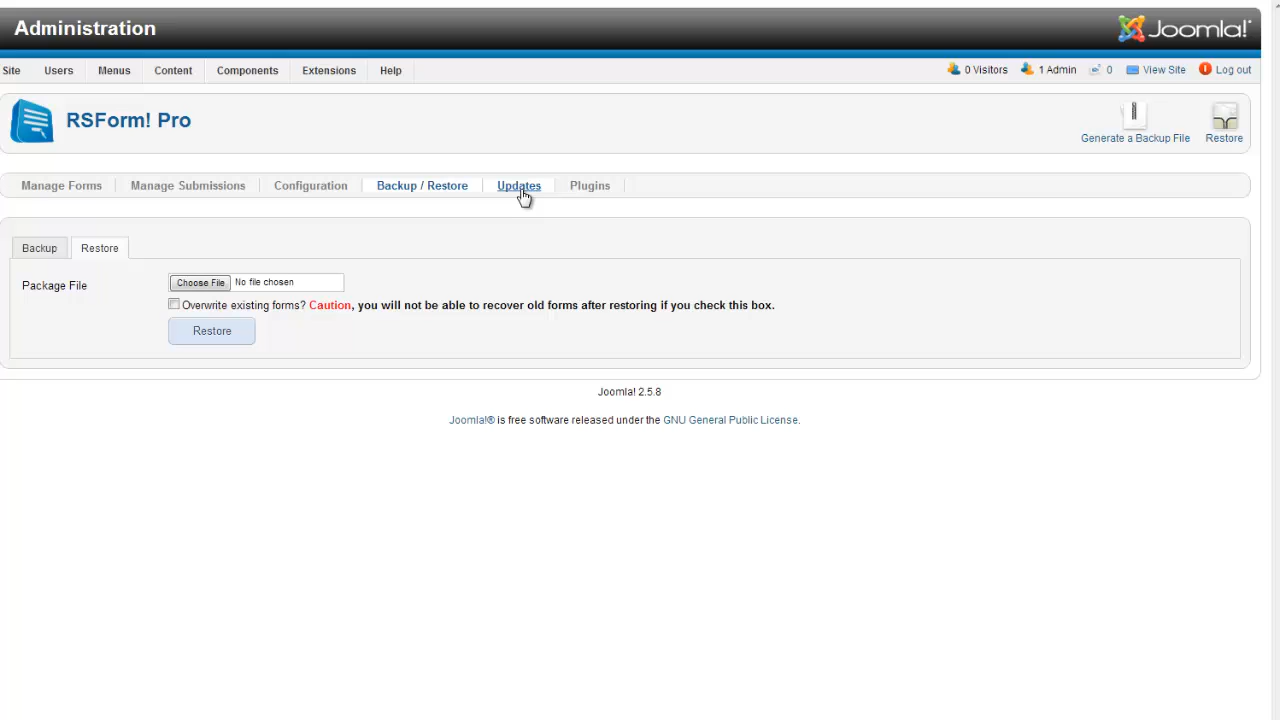 Administration
Joomla!
Site Users Menus Content Components Extensions Help 0 Visitors 1 Admin 0 View Site Log out
RSForm! Pro
Generate a Backup File Restore
Manage Forms Manage Submissions Configuration Backup / Restore Updates Plugins
Backup Restore
Package File Choose File No file chosen
Overwrite existing forms? Caution, you will not be able to recover old forms after restoring if you check this box.
Restore
Joomla! 2.5.8
Joomla!® is free software released under the GNU General Public License.